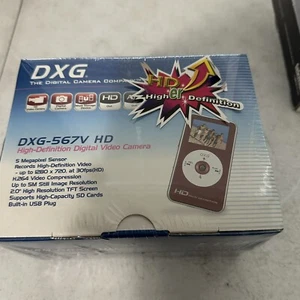 DXG
THE DIGITAL CAMERA COMP
HD
HD
er
A Higher Definition
DXG-567V HD
High-Definition Digital Video Camera
5 Megapixel Sensor
Records High-Definition Video
- up to 1280 x 720, at 30fps(HD)
H.264 Video Compression
Up to 5M Still Image Resolution
2.0" High Resolution TFT Screen
Supports High-Capacity SD Cards
Built-in USB Plug
HD